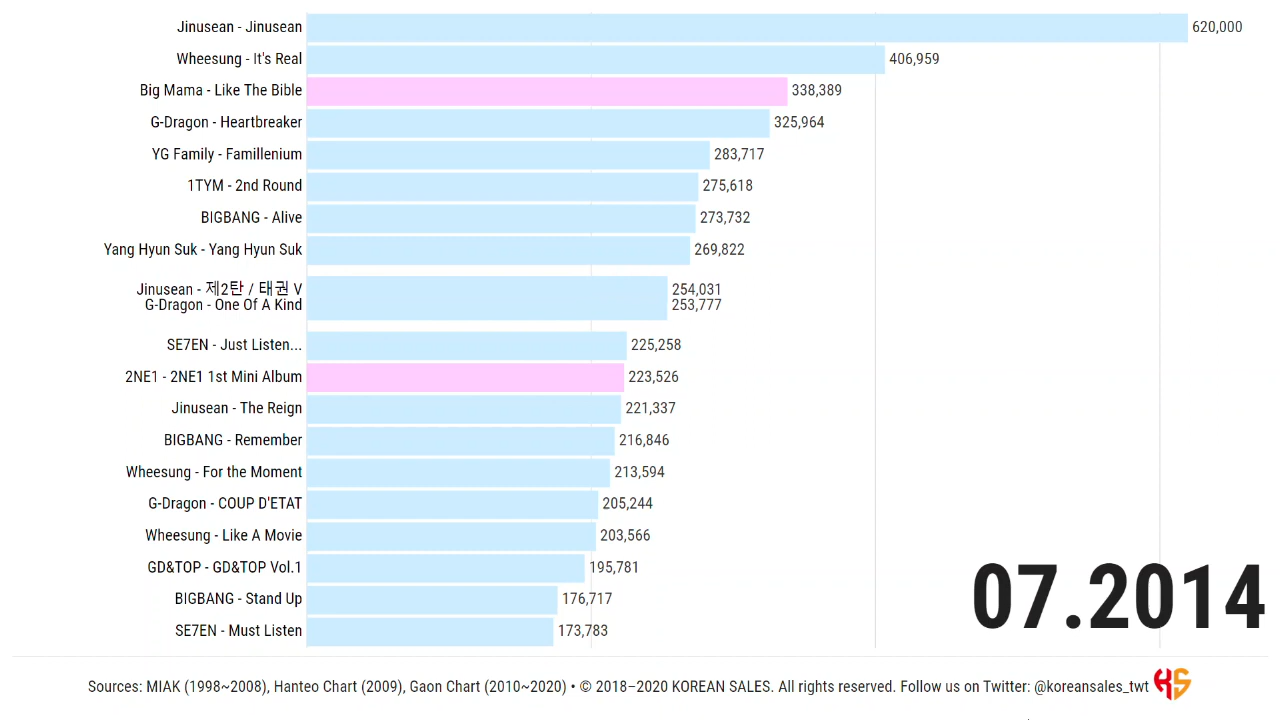 Jinusean - Jinusean 620,000
Wheesung - It's Real 406,959
Big Mama - Like The Bible 338,389
G-Dragon - Heartbreaker 325,964
YG Family - Famillenium 283,717
1TYM - 2nd Round 275,618
BIGBANG - Alive 273,732
Yang Hyun Suk - Yang Hyun Suk 269,822
Jinusean - 제2탄 / 태권 V 254,031
G-Dragon - One Of A Kind 253,777
SE7EN - Just Listen... 225,258
2NE1 - 2NE1 1st Mini Album 223,526
Jinusean - The Reign 221,337
BIGBANG - Remember 216,846
Wheesung - For the Moment 213,594
G-Dragon - COUP D'ETAT 205,244
Wheesung - Like A Movie 203,566
GD&TOP - GD&TOP Vol.1 195,781
BIGBANG - Stand Up 176,717
SE7EN - Must Listen 173,783
07.2014
Sources: MIAK (1998~2008), Hanteo Chart (2009), Gaon Chart (2010~2020) • © 2018–2020 KOREAN SALES. All rights reserved. Follow us on Twitter: @koreansales_twt KS